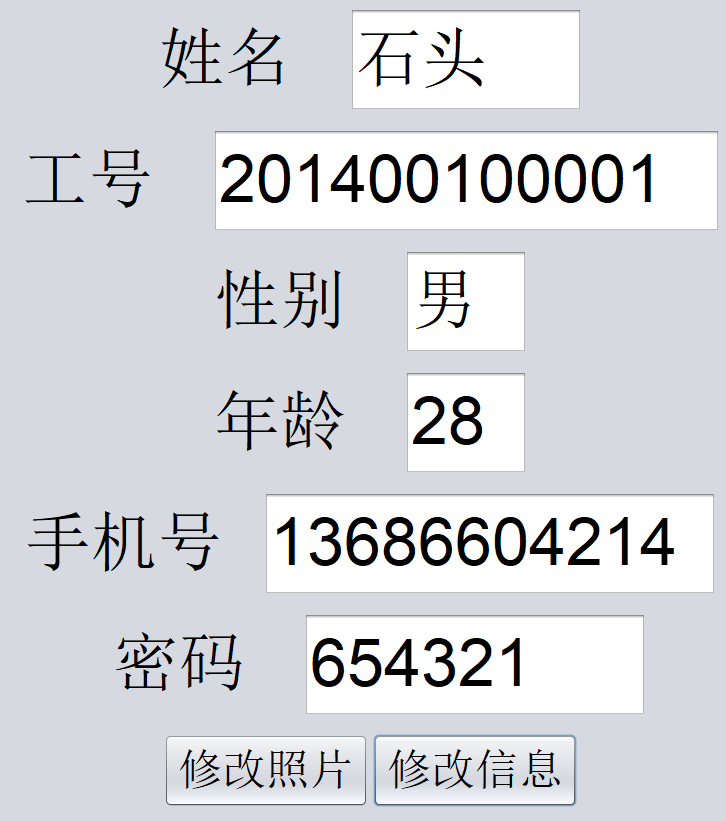 姓名 石头
工号 201400100001
性别 男
年龄 28
手机号 13686604214
密码 654321
修改照片 修改信息